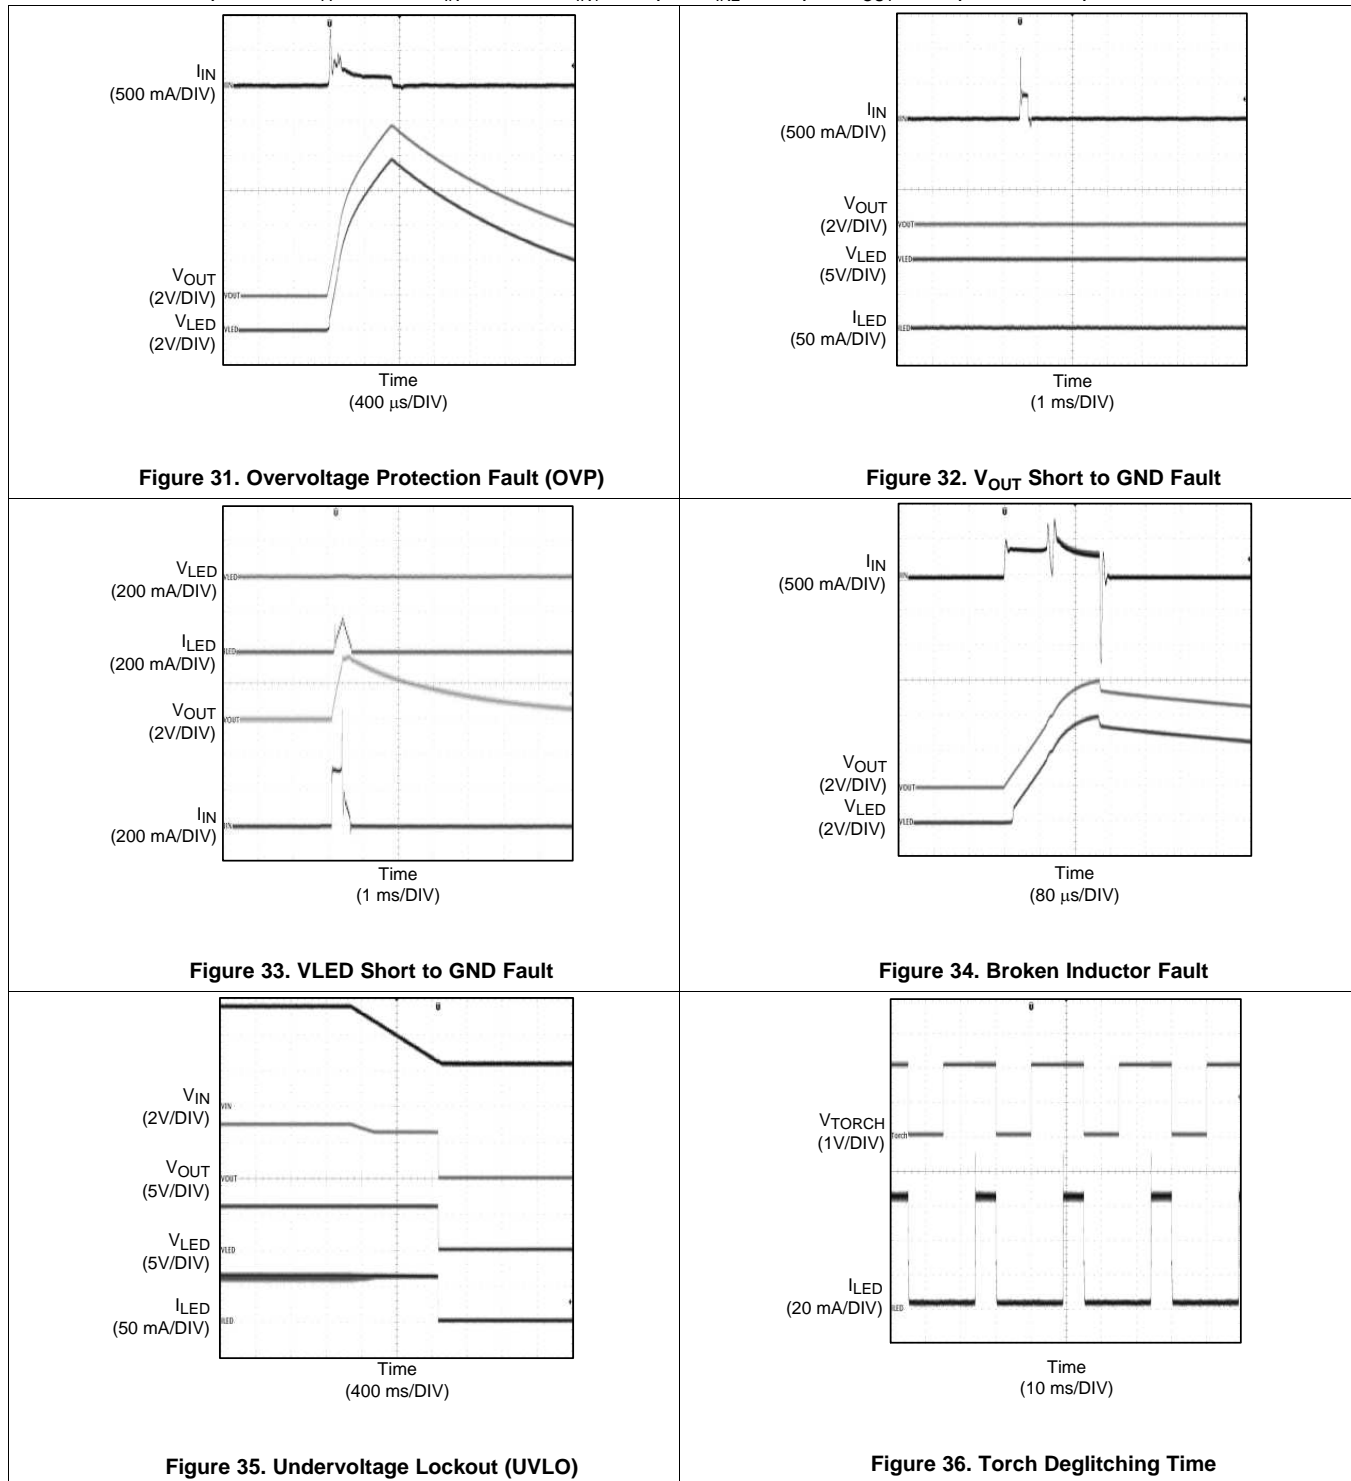 I_IN
(500 mA/DIV)
V_OUT
(2V/DIV)
V_LED
(2V/DIV)
Time
(400 μs/DIV)
Figure 31. Overvoltage Protection Fault (OVP)
I_IN
(500 mA/DIV)
V_OUT
(2V/DIV)
V_LED
(5V/DIV)
I_LED
(50 mA/DIV)
Time
(1 ms/DIV)
Figure 32. V_OUT Short to GND Fault
V_LED
(200 mA/DIV)
I_LED
(200 mA/DIV)
V_OUT
(2V/DIV)
I_IN
(200 mA/DIV)
Time
(1 ms/DIV)
Figure 33. VLED Short to GND Fault
I_IN
(500 mA/DIV)
V_OUT
(2V/DIV)
V_LED
(2V/DIV)
Time
(80 μs/DIV)
Figure 34. Broken Inductor Fault
V_IN
(2V/DIV)
V_OUT
(5V/DIV)
V_LED
(5V/DIV)
I_LED
(50 mA/DIV)
Time
(400 ms/DIV)
Figure 35. Undervoltage Lockout (UVLO)
V_TORCH
(1V/DIV)
I_LED
(20 mA/DIV)
Time
(10 ms/DIV)
Figure 36. Torch Deglitching Time